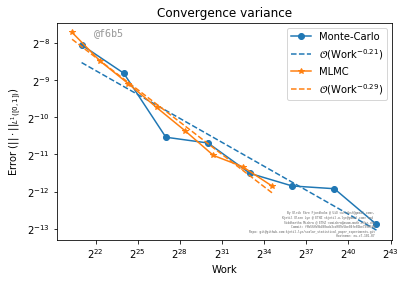 Convergence variance
@f6b5
Monte-Carlo
𝒪(Work^−0.21)
MLMC
𝒪(Work^−0.29)
Error (||·||_L¹([0,1]))
2^−8
2^−9
2^−10
2^−11
2^−12
2^−13
2^22
2^25
2^28
2^31
2^34
2^37
2^40
2^43
Work